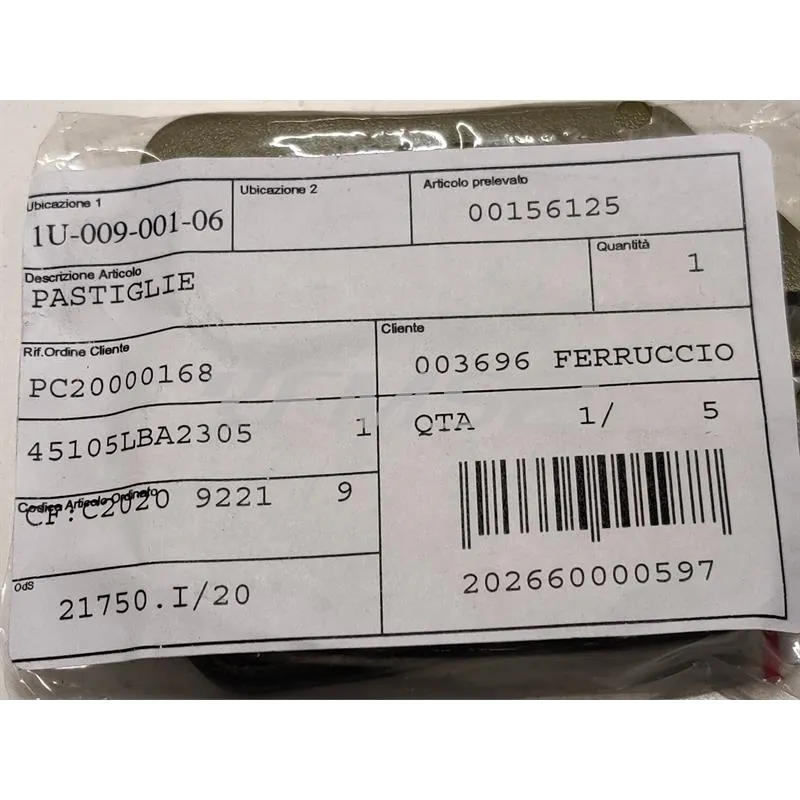 Ubicazione 1
1U-009-001-06
Ubicazione 2
Articolo prelevato
00156125
Descrizione Articolo
PASTIGLIE
Quantità
1
Rif.Ordine Cliente
PC20000168
Cliente
003696 FERRUCCIO
45105LBA2305 1
QTA 1/ 5
Codice Articolo Ordinato
CF:C2020 9221 9
202660000597
OdS
21750.I/20